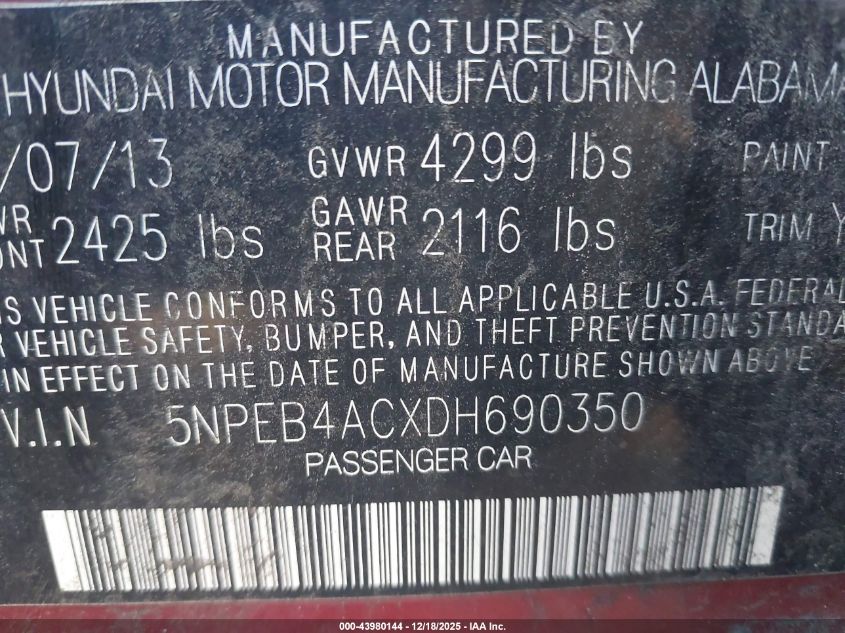 MANUFACTURED BY
HYUNDAI MOTOR MANUFACTURING ALABAMA
/07/13 GVWR 4299 lbs PAINT
WR GAWR
NT 2425 lbs REAR 2116 lbs TRIM Y
S VEHICLE CONFORMS TO ALL APPLICABLE U.S.A. FEDERAL
R VEHICLE SAFETY, BUMPER, AND THEFT PREVENTION STANDA
IN EFFECT ON THE DATE OF MANUFACTURE SHOWN ABOVE
V.I.N 5NPEB4ACXDH690350
PASSENGER CAR
000-43980144 - 12/18/2025 - IAA Inc.